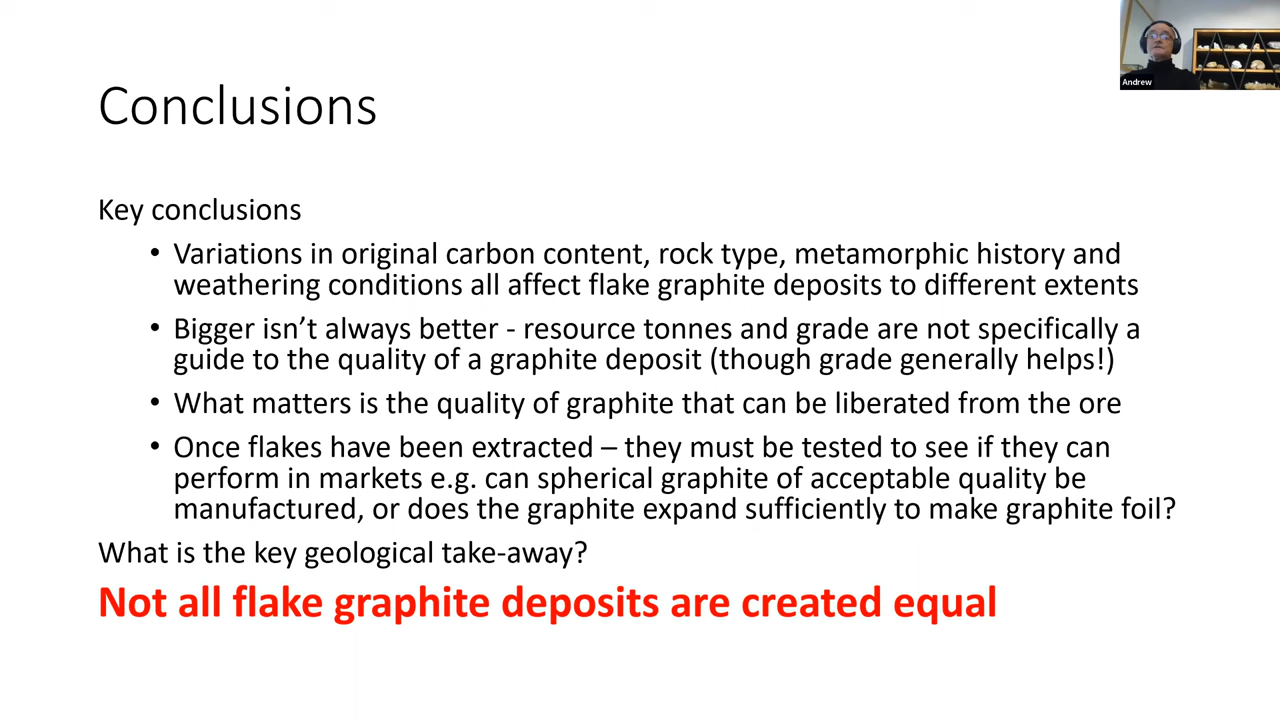 Andrew
Conclusions
Key conclusions
• Variations in original carbon content, rock type, metamorphic history and
weathering conditions all affect flake graphite deposits to different extents
• Bigger isn’t always better - resource tonnes and grade are not specifically a
guide to the quality of a graphite deposit (though grade generally helps!)
• What matters is the quality of graphite that can be liberated from the ore
• Once flakes have been extracted – they must be tested to see if they can
perform in markets e.g. can spherical graphite of acceptable quality be
manufactured, or does the graphite expand sufficiently to make graphite foil?
What is the key geological take-away?
Not all flake graphite deposits are created equal